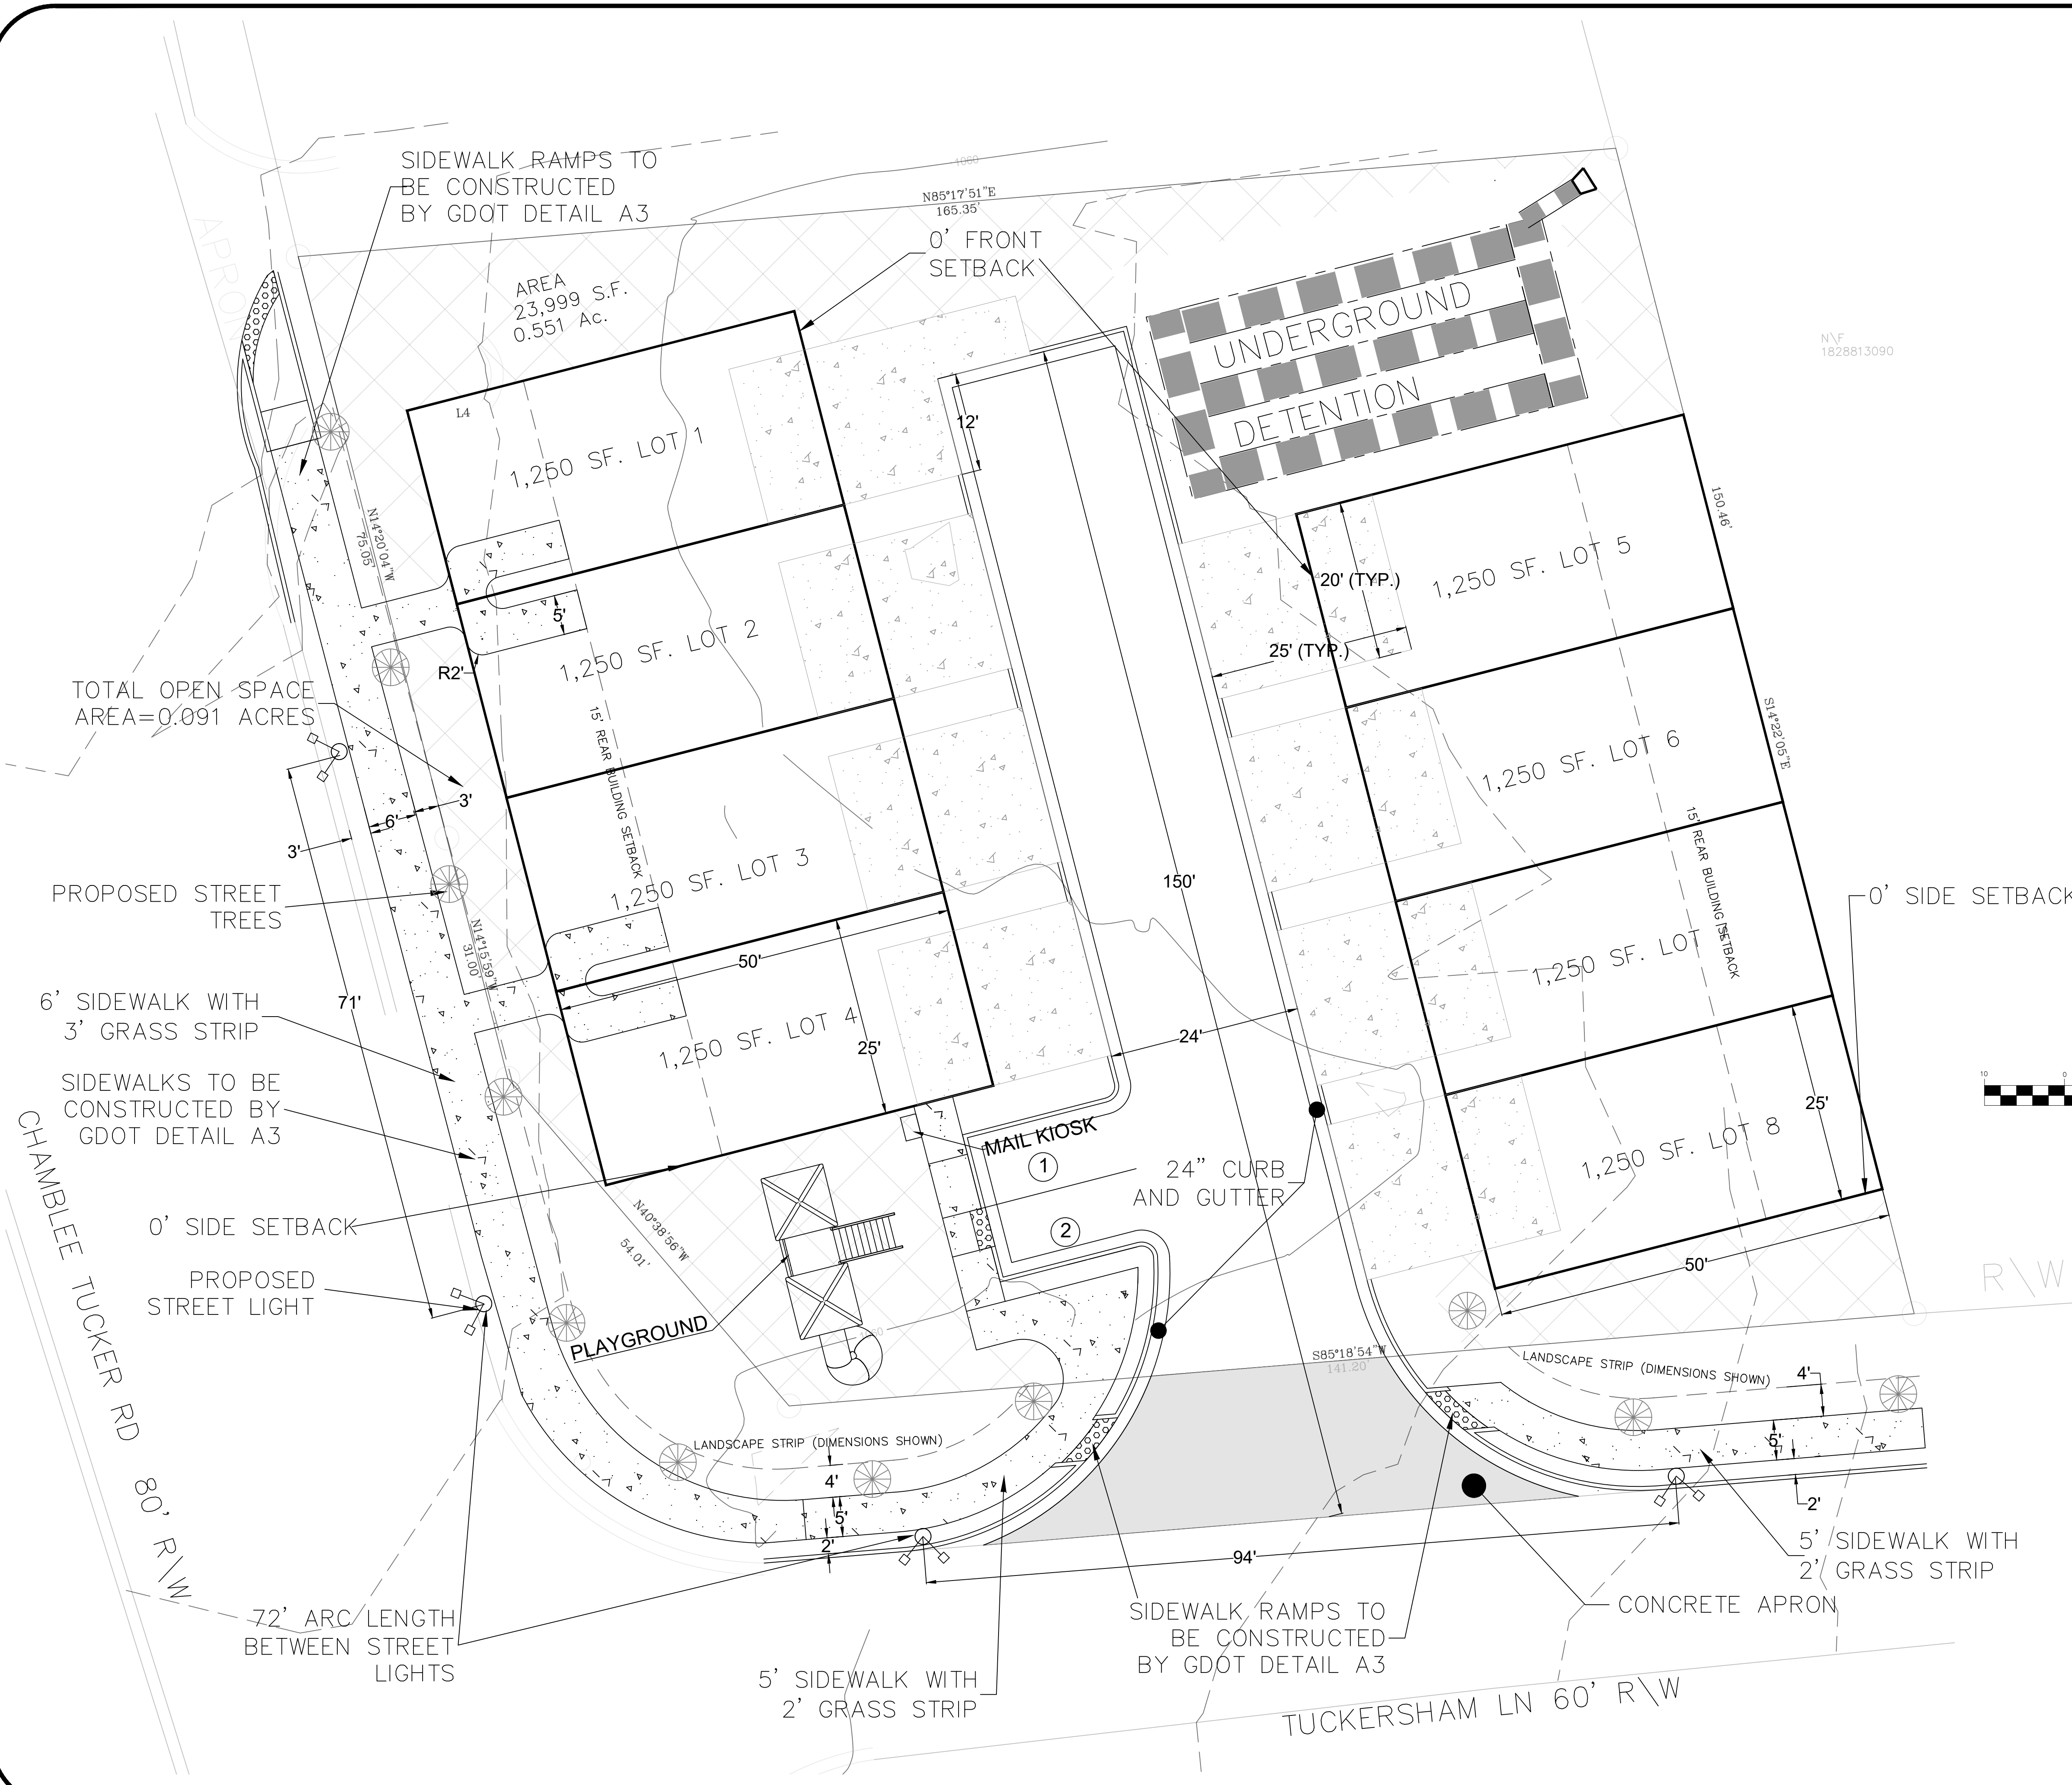 SIDEWALK RAMPS TO
BE CONSTRUCTED
BY GDOT DETAIL A3
1060
N85°17'51"E
165.35'
0' FRONT
SETBACK
AREA
23,999 S.F.
0.551 Ac.
APRON
UNDERGROUND
DETENTION
N\F
1828813090
L4
12'
1,250 SF. LOT 1
1,250 SF. LOT 2
1,250 SF. LOT 3
1,250 SF. LOT 4
1,250 SF. LOT 5
1,250 SF. LOT 6
1,250 SF. LOT
1,250 SF. LOT 8
150.46'
S14°22'05"E
N14°20'04"W
75.05'
20' (TYP.)
25' (TYP.)
5'
R2'
TOTAL OPEN SPACE
AREA=0.091 ACRES
15' REAR BUILDING SETBACK
15' REAR BUILDING SETBACK
3'
6'
3'
PROPOSED STREET
TREES
N14°15'59"W
31.00'
150'
0' SIDE SETBACK
50'
71'
6' SIDEWALK WITH
3' GRASS STRIP
25'
24'
SIDEWALKS TO BE
CONSTRUCTED BY
GDOT DETAIL A3
10
0
25'
MAIL KIOSK
1
24" CURB
AND GUTTER
2
0' SIDE SETBACK
N40°38'56"W
54.01'
50'
R\W
PROPOSED
STREET LIGHT
PLAYGROUND
S85°18'54"W
141.20'
LANDSCAPE STRIP (DIMENSIONS SHOWN)
4'
5'
2'
LANDSCAPE STRIP (DIMENSIONS SHOWN)
4'
5'
2'
94'
5' SIDEWALK WITH
2' GRASS STRIP
CONCRETE APRON
72' ARC LENGTH
BETWEEN STREET
LIGHTS
SIDEWALK RAMPS TO
BE CONSTRUCTED
BY GDOT DETAIL A3
5' SIDEWALK WITH
2' GRASS STRIP
CHAMBLEE TUCKER RD 80' R\W
TUCKERSHAM LN 60' R\W